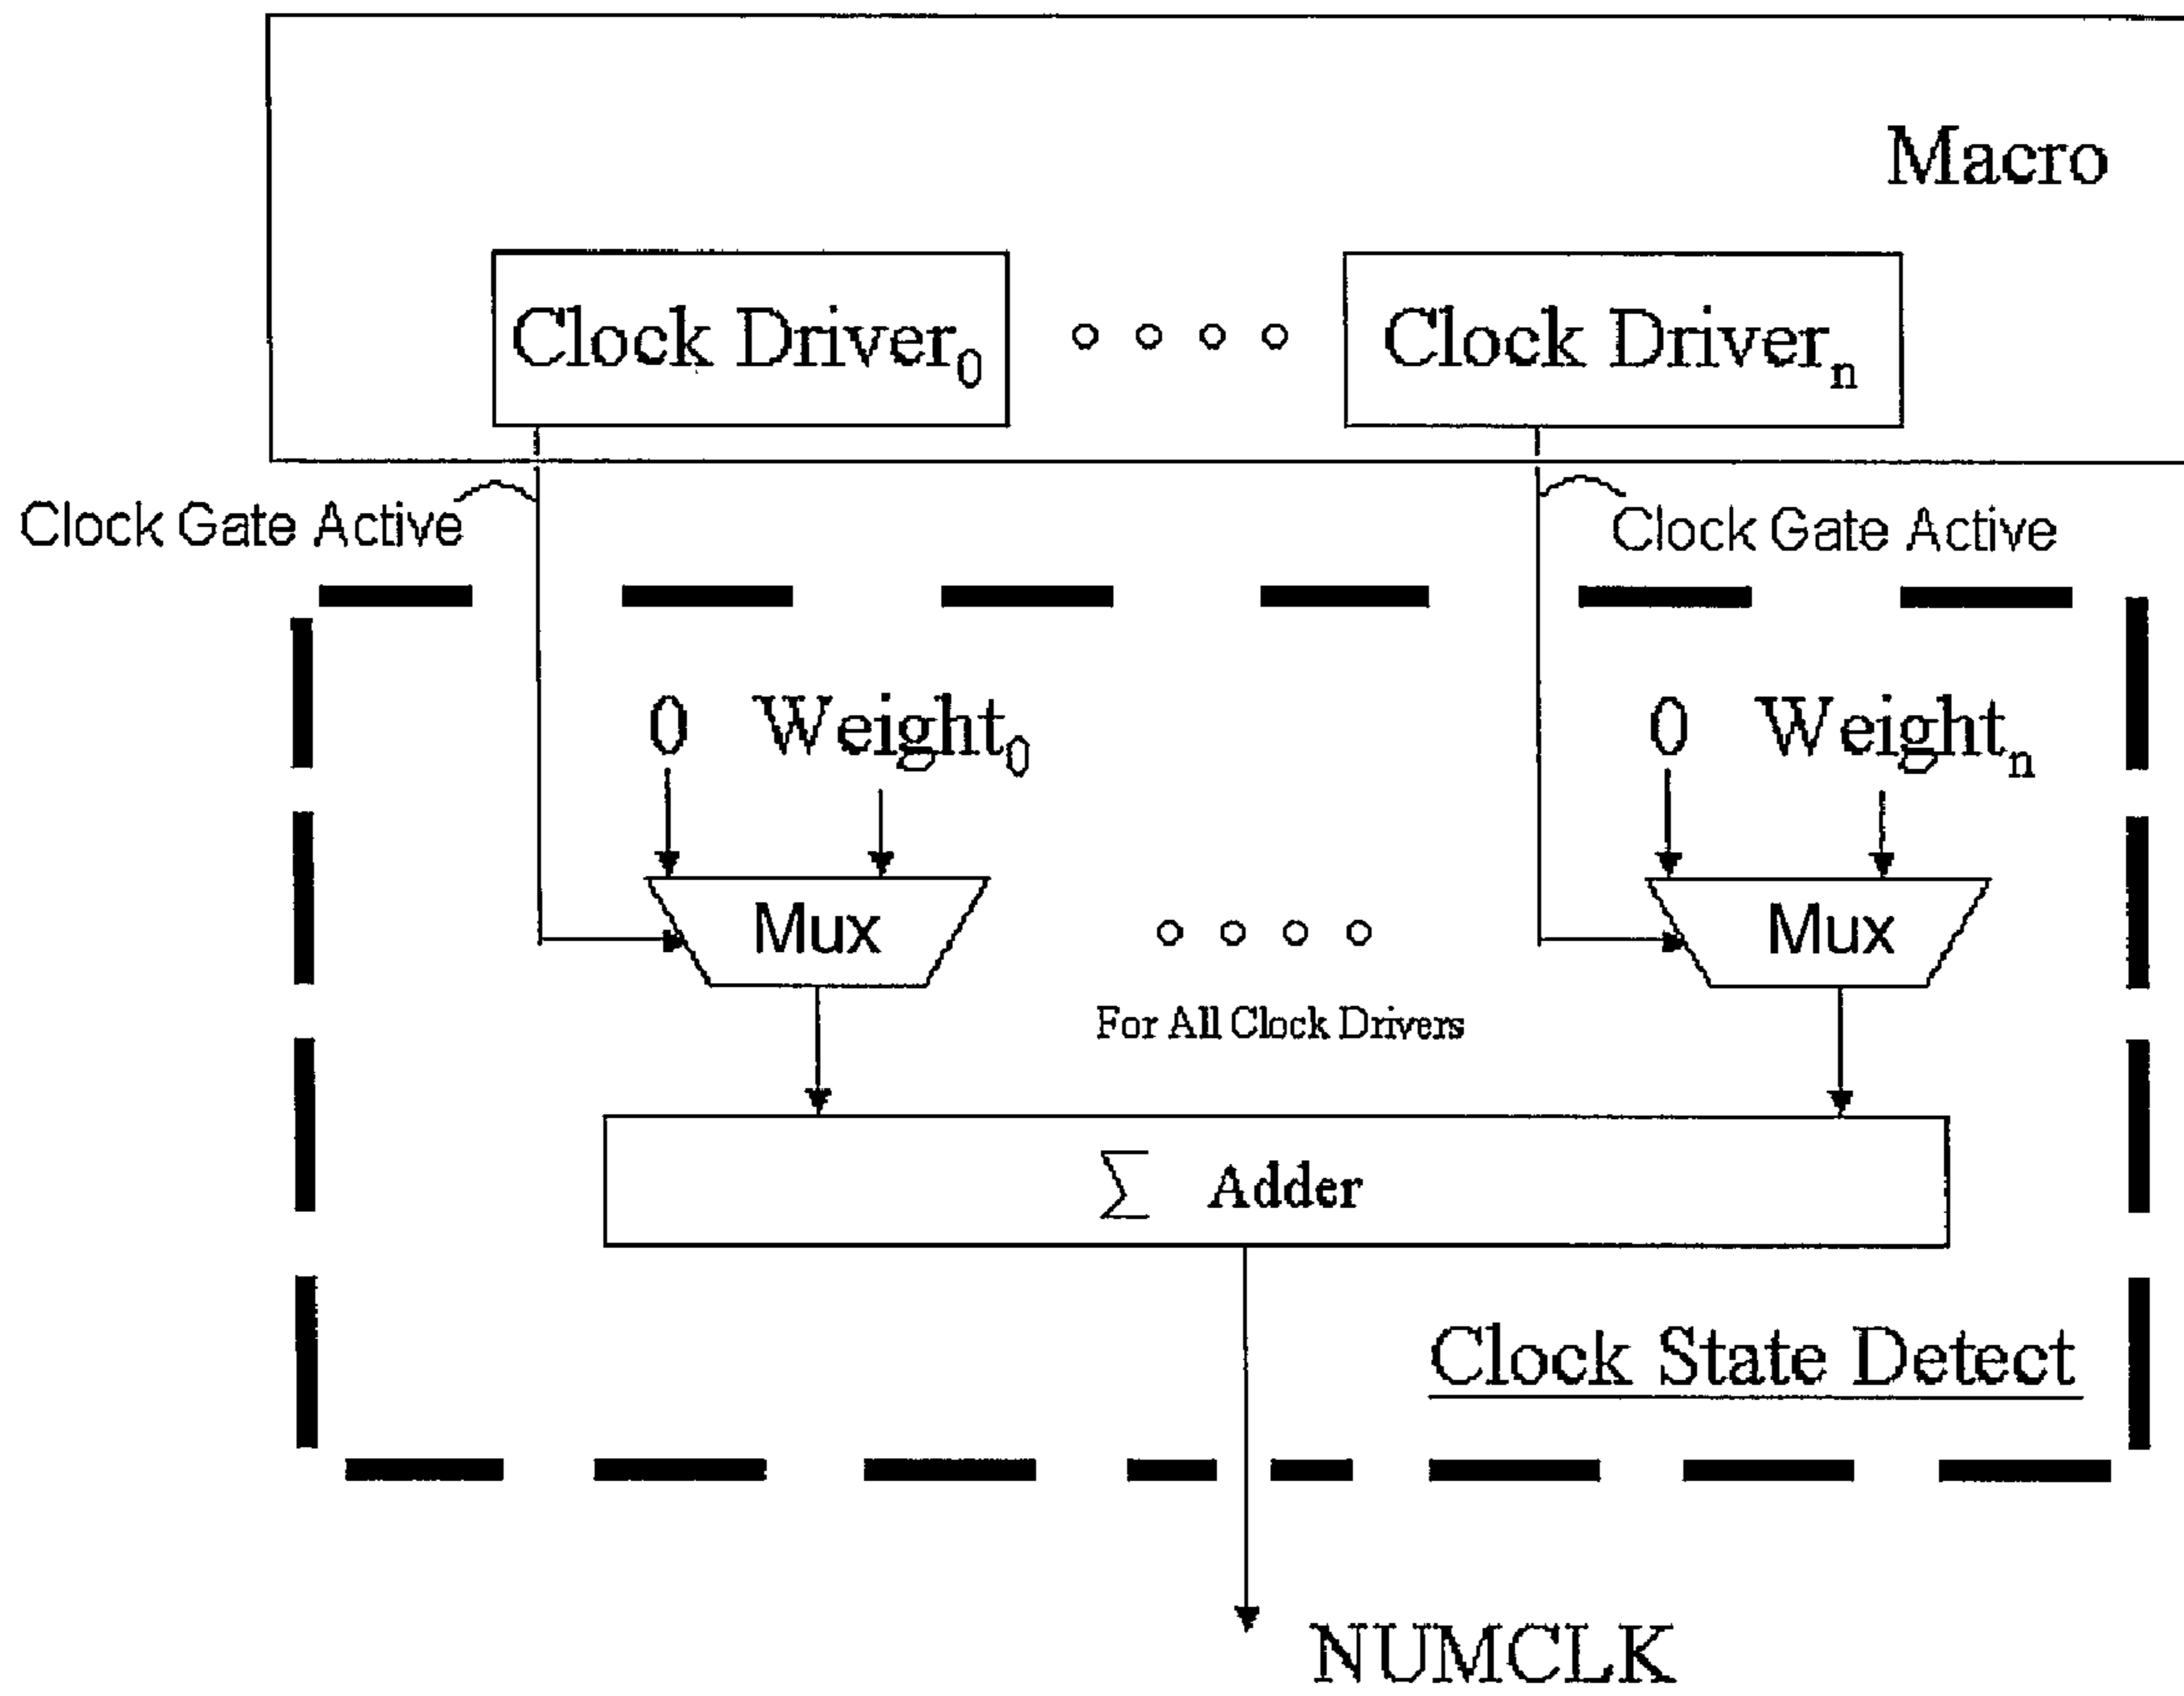 Macro
Clock Driver₀
Clock Driverₙ
Clock Gate Active
Clock Gate Active
0 Weight₀
0 Weightₙ
Mux
Mux
For All Clock Drivers
∑ Adder
Clock State Detect
NUMCLK